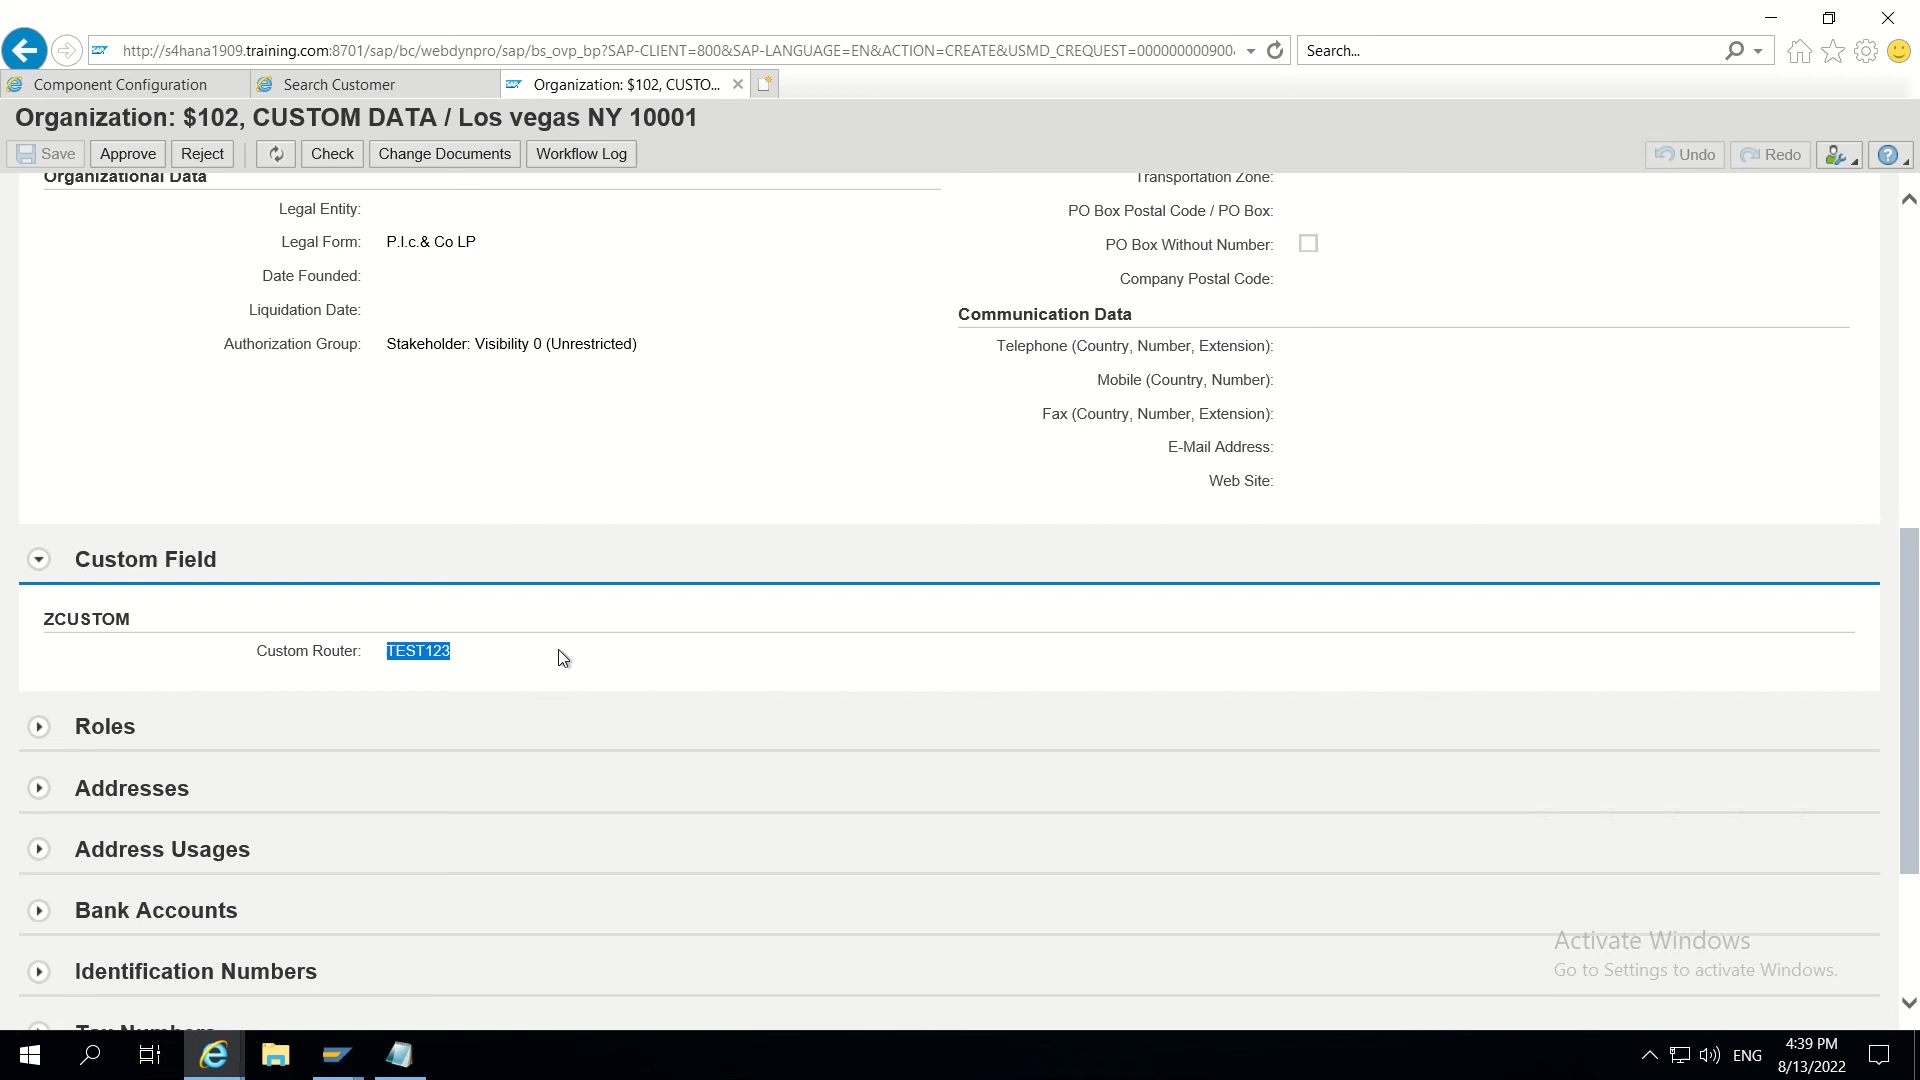 http://s4hana1909.training.com:8701/sap/bc/webdynpro/sap/bs_ovp_bp?SAP-CLIENT=800&SAP-LANGUAGE=EN&ACTION=CREATE&USMD_CREQUEST=000000000900
Search...
Component Configuration
Search Customer
Organization: $102, CUSTO...
Organization: $102, CUSTOM DATA / Los vegas NY 10001
Save
Approve
Reject
Check
Change Documents
Workflow Log
Undo
Redo
Organizational Data
Legal Entity:
Legal Form: P.l.c.& Co LP
Date Founded:
Liquidation Date:
Authorization Group: Stakeholder: Visibility 0 (Unrestricted)
Transportation Zone:
PO Box Postal Code / PO Box:
PO Box Without Number:
Company Postal Code:
Communication Data
Telephone (Country, Number, Extension):
Mobile (Country, Number):
Fax (Country, Number, Extension):
E-Mail Address:
Web Site:
Custom Field
ZCUSTOM
Custom Router: TEST123
Roles
Addresses
Address Usages
Bank Accounts
Identification Numbers
Tax Numbers
Activate Windows
Go to Settings to activate Windows.
ENG
4:39 PM
8/13/2022